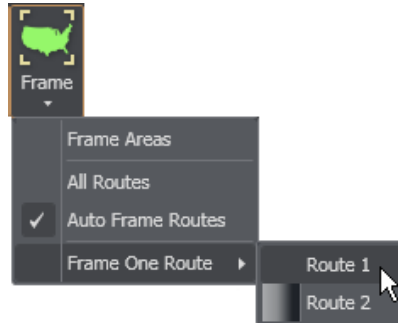 Frame
Frame Areas
All Routes
Auto Frame Routes
Frame One Route
Route 1
Route 2